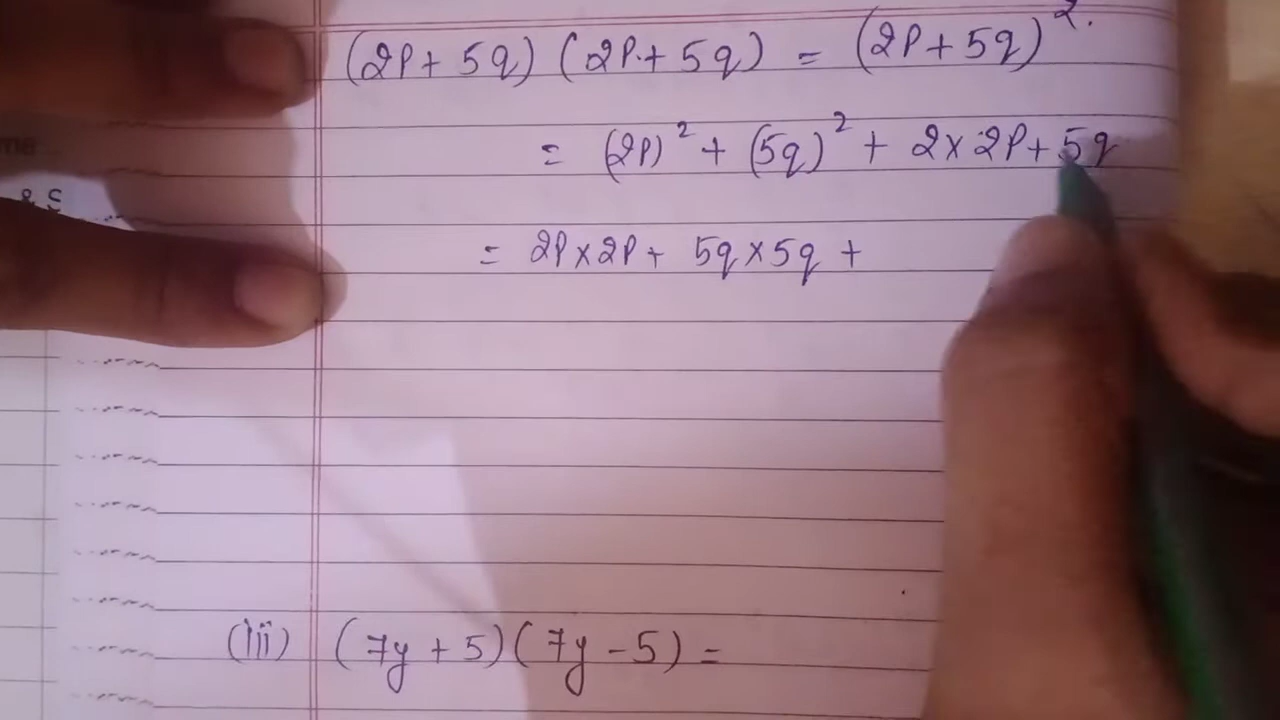 (2p + 5q) (2p + 5q) = (2p + 5q)².
= (2p)² + (5q)² + 2 × 2p + 5q
= 2p × 2p + 5q × 5q +
(iii) (7y + 5)(7y - 5) =